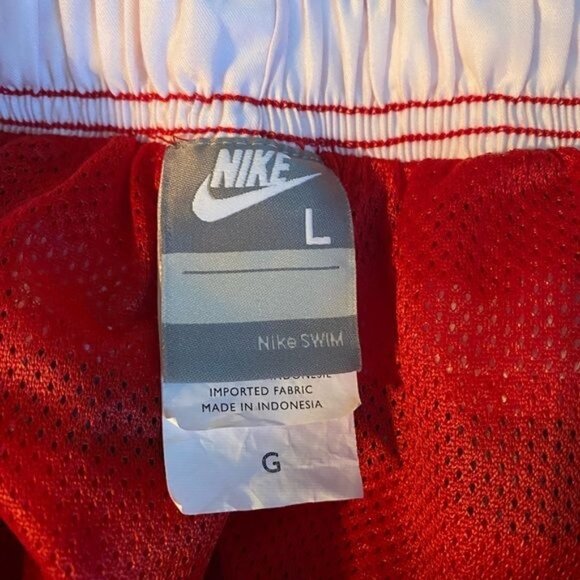 NIKE
L
Nike SWIM
IMPORTED FABRIC
MADE IN INDONESIA
G